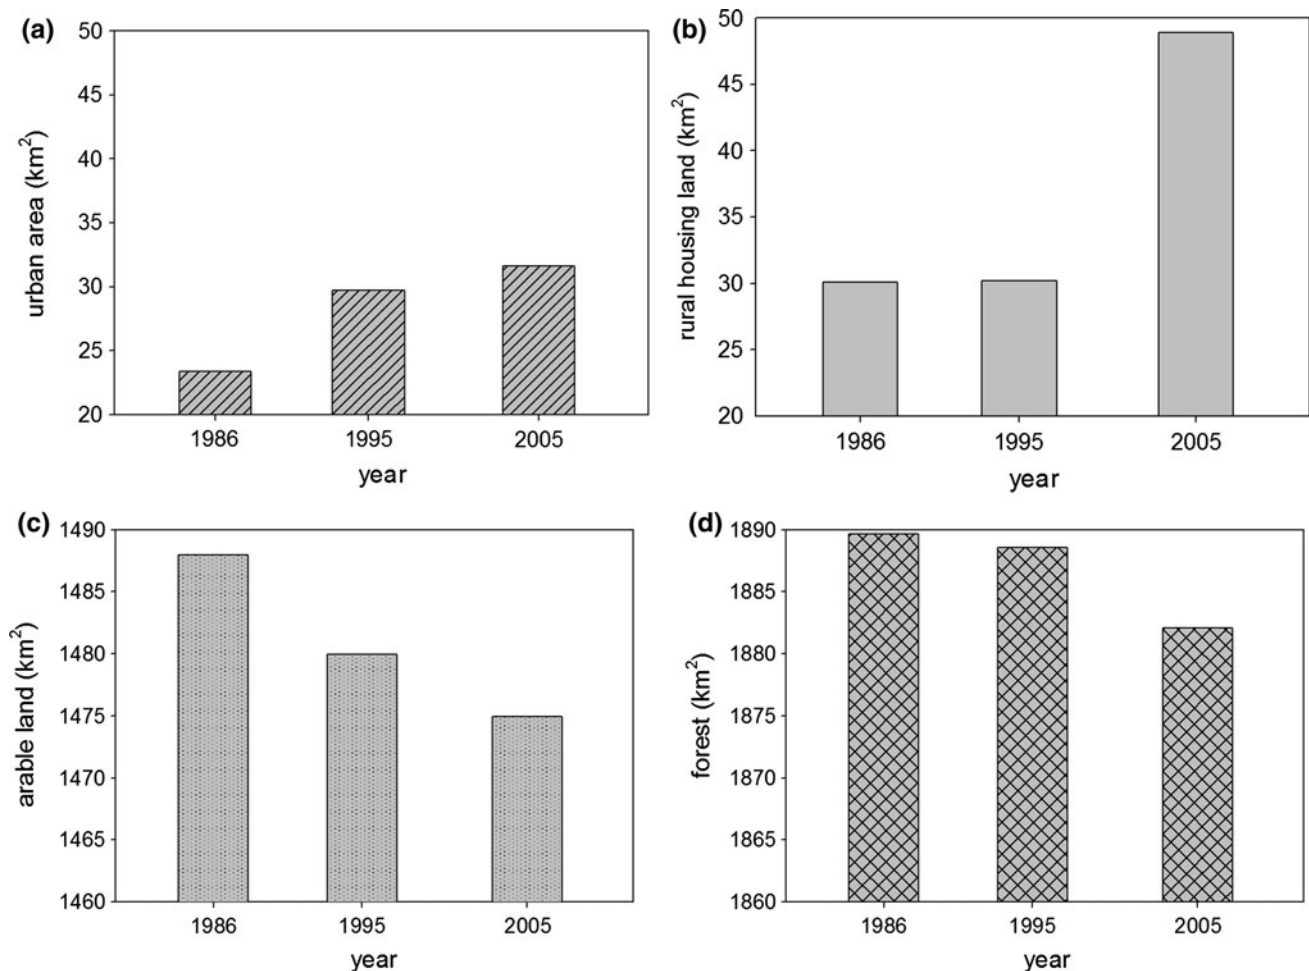 (a)
50
45
40
35
30
25
20
urban area (km²)
1986 1995 2005
year
(b)
50
45
40
35
30
25
20
rural housing land (km²)
1986 1995 2005
year
(c)
1490
1485
1480
1475
1470
1465
1460
arable land (km²)
1986 1995 2005
year
(d)
1890
1885
1880
1875
1870
1865
1860
forest (km²)
1986 1995 2005
year